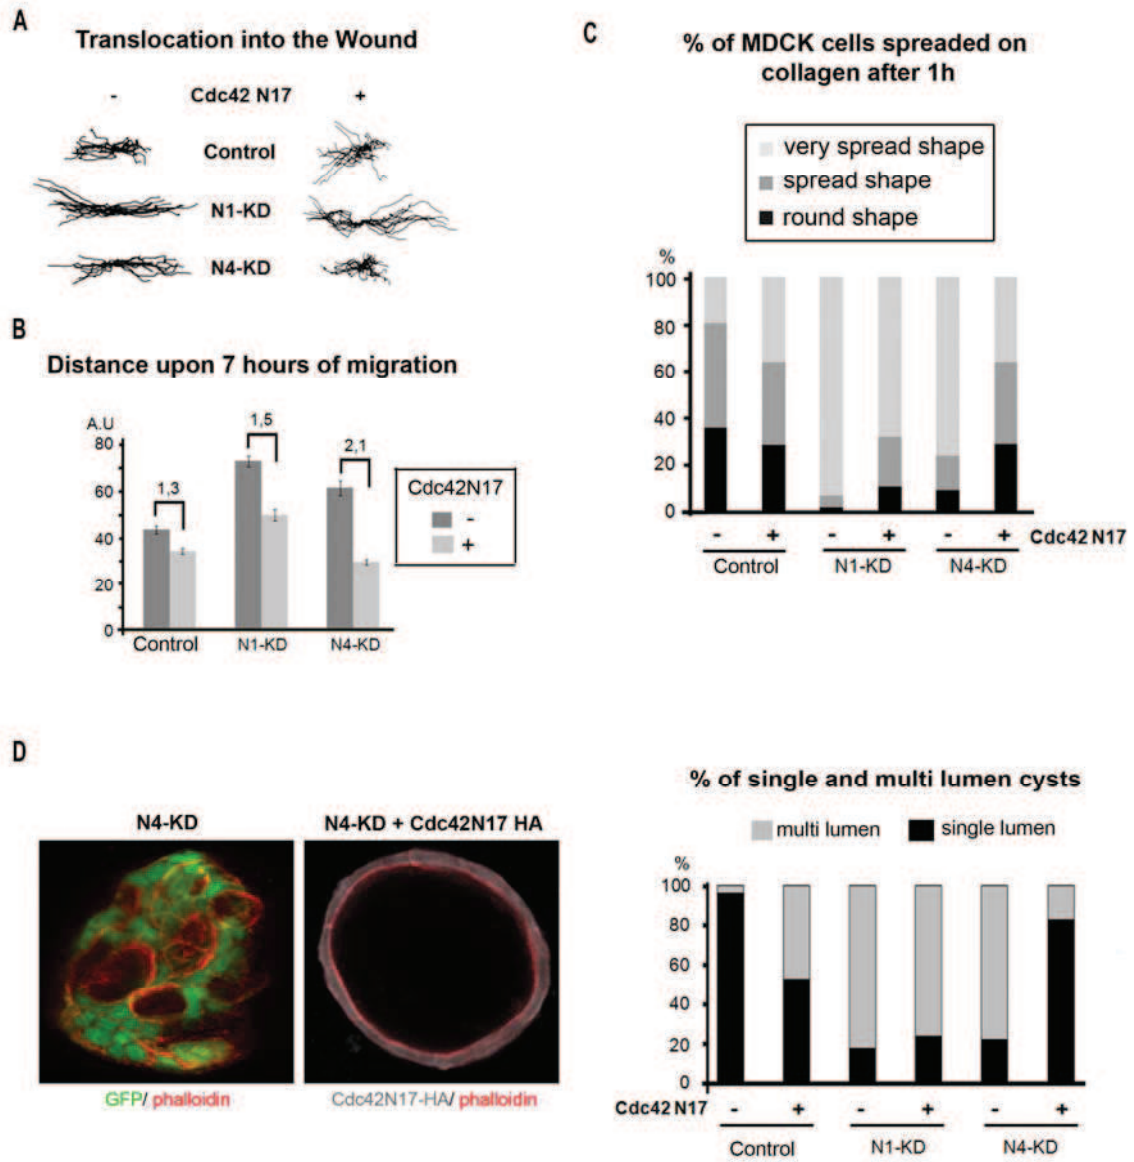 A
Translocation into the Wound
- Cdc42 N17 +
Control
N1-KD
N4-KD
B
Distance upon 7 hours of migration
A.U
80
60
40
20
0
1,3
1,5
2,1
Control N1-KD N4-KD
Cdc42N17
-
+
C
% of MDCK cells spreaded on
collagen after 1h
very spread shape
spread shape
round shape
%
100
80
60
40
20
0
- + - + - + Cdc42 N17
Control N1-KD N4-KD
D
N4-KD N4-KD + Cdc42N17 HA
GFP/ phalloidin Cdc42N17-HA/ phalloidin
% of single and multi lumen cysts
multi lumen single lumen
%
100
80
60
40
20
0
Cdc42 N17 - + - + - +
Control N1-KD N4-KD